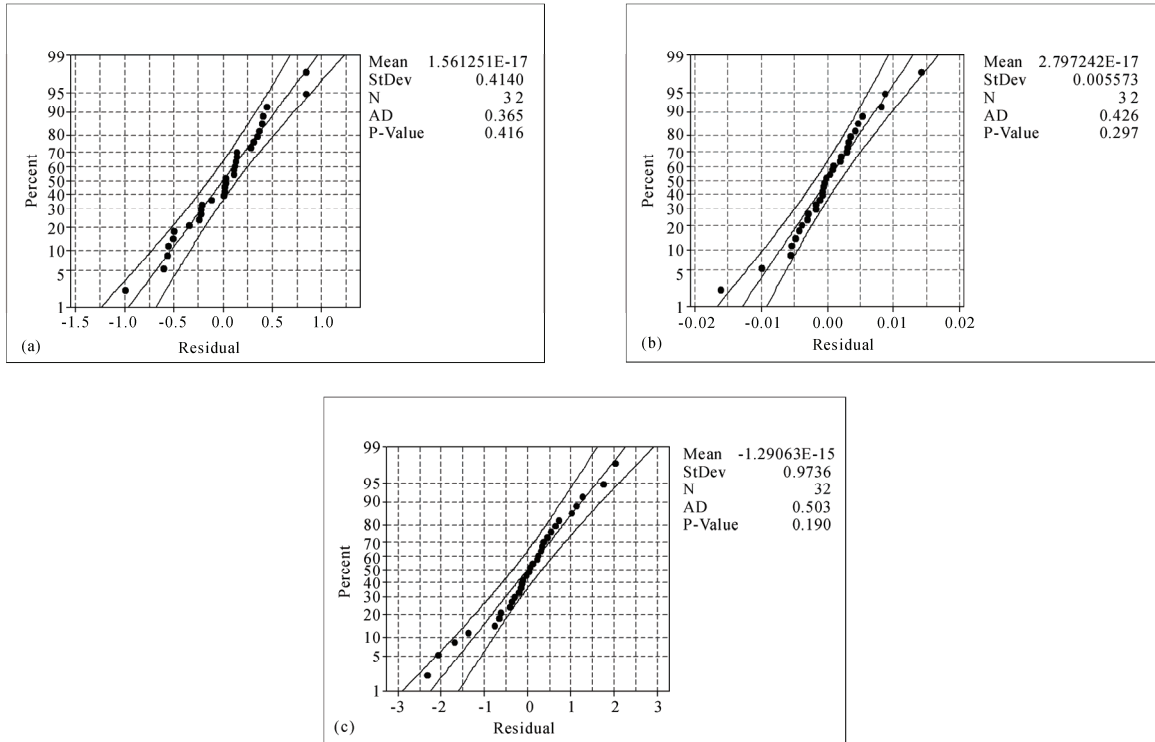 99
95
90
80
70
60
50
40
30
20
10
5
1
Percent
-1.5 -1.0 -0.5 0.0 0.5 1.0
Residual
(a)
Mean 1.561251E-17
StDev 0.4140
N 32
AD 0.365
P-Value 0.416
99
95
90
80
70
60
50
40
30
20
10
5
1
Percent
-0.02 -0.01 0.00 0.01 0.02
Residual
(b)
Mean 2.797242E-17
StDev 0.005573
N 32
AD 0.426
P-Value 0.297
99
95
90
80
70
60
50
40
30
20
10
5
1
Percent
-3 -2 -1 0 1 2 3
Residual
(c)
Mean -1.29063E-15
StDev 0.9736
N 32
AD 0.503
P-Value 0.190